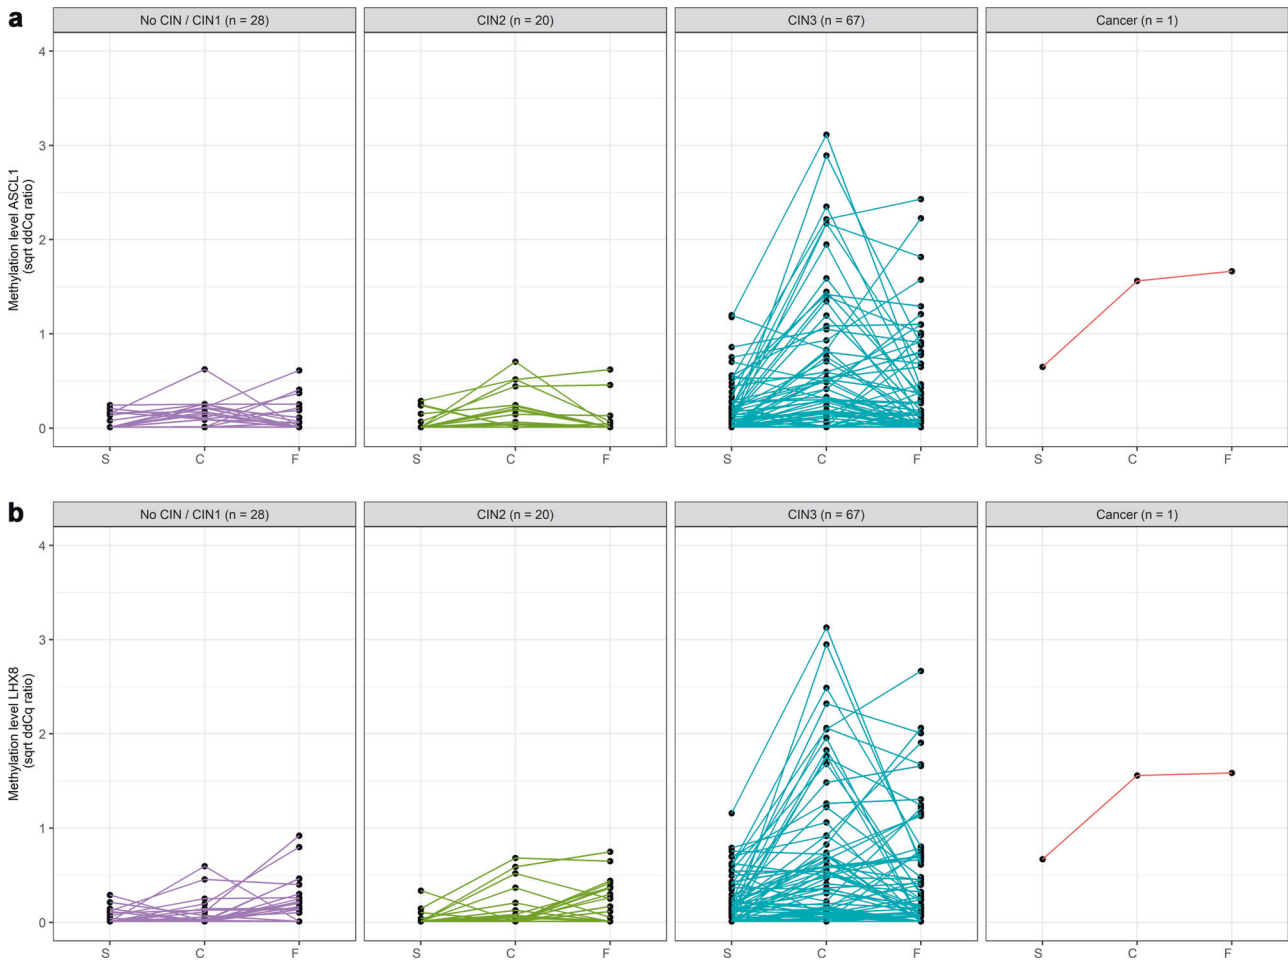 a
No CIN / CIN1 (n = 28)
CIN2 (n = 20)
CIN3 (n = 67)
Cancer (n = 1)
Methylation level ASCL1
(sqrt ddCq ratio)
4
3
2
1
0
S C F
S C F
S C F
S C F
b
No CIN / CIN1 (n = 28)
CIN2 (n = 20)
CIN3 (n = 67)
Cancer (n = 1)
Methylation level LHX8
(sqrt ddCq ratio)
4
3
2
1
0
S C F
S C F
S C F
S C F